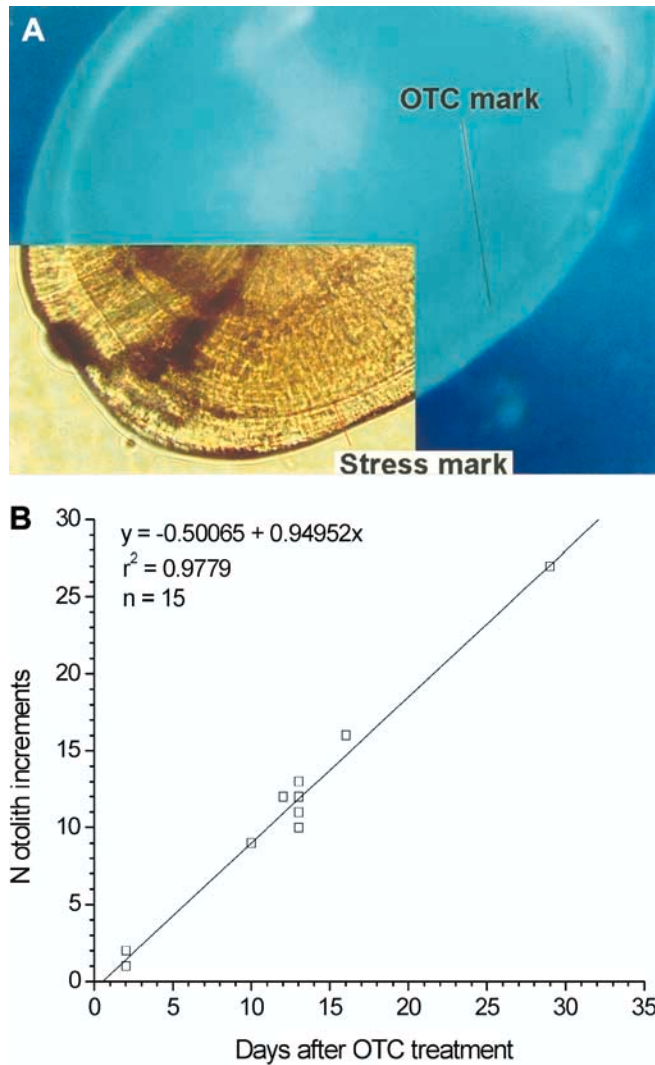 A
OTC mark
Stress mark
B
y = -0.50065 + 0.94952x
r² = 0.9779
n = 15
30
25
20
15
10
5
0
N otolith increments
0 5 10 15 20 25 30 35
Days after OTC treatment